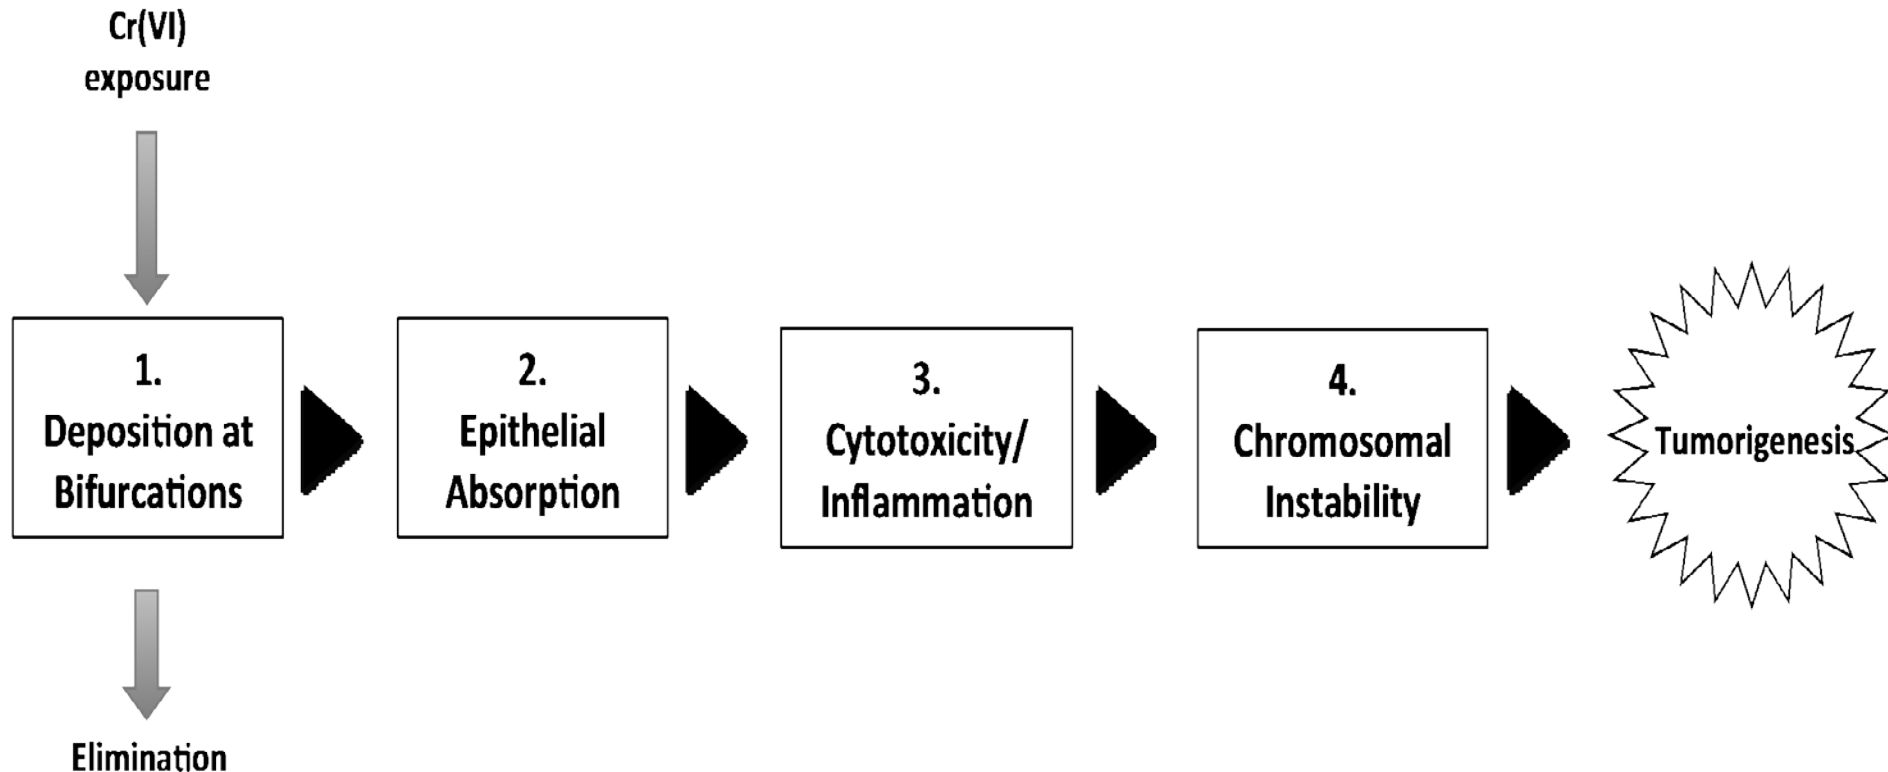 Cr(VI)
exposure
1.
Deposition at
Bifurcations
2.
Epithelial
Absorption
3.
Cytotoxicity/
Inflammation
4.
Chromosomal
Instability
Tumorigenesis
Elimination